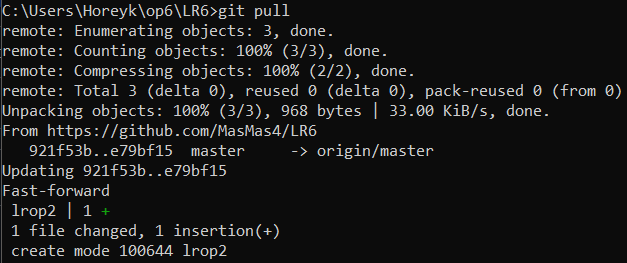 C:\Users\Horeyk\op6\LR6>git pull
remote: Enumerating objects: 3, done.
remote: Counting objects: 100% (3/3), done.
remote: Compressing objects: 100% (2/2), done.
remote: Total 3 (delta 0), reused 0 (delta 0), pack-reused 0 (from 0)
Unpacking objects: 100% (3/3), 968 bytes | 33.00 KiB/s, done.
From https://github.com/MasMas4/LR6
   921f53b..e79bf15  master     -> origin/master
Updating 921f53b..e79bf15
Fast-forward
 lrop2 | 1 +
 1 file changed, 1 insertion(+)
 create mode 100644 lrop2